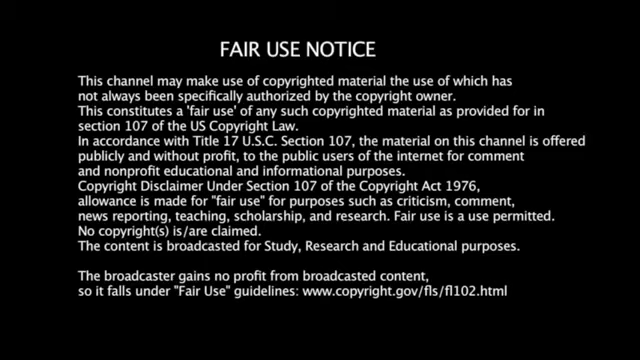 FAIR USE NOTICE
This channel may make use of copyrighted material the use of which has
not always been specifically authorized by the copyright owner.
This constitutes a 'fair use' of any such copyrighted material as provided for in
section 107 of the US Copyright Law.
In accordance with Title 17 U.S.C. Section 107, the material on this channel is offered
publicly and without profit, to the public users of the internet for comment
and nonprofit educational and informational purposes.
Copyright Disclaimer Under Section 107 of the Copyright Act 1976,
allowance is made for "fair use" for purposes such as criticism, comment,
news reporting, teaching, scholarship, and research. Fair use is a use permitted.
No copyright(s) is/are claimed.
The content is broadcasted for Study, Research and Educational purposes.
The broadcaster gains no profit from broadcasted content,
so it falls under "Fair Use" guidelines: www.copyright.gov/fls/fl102.html